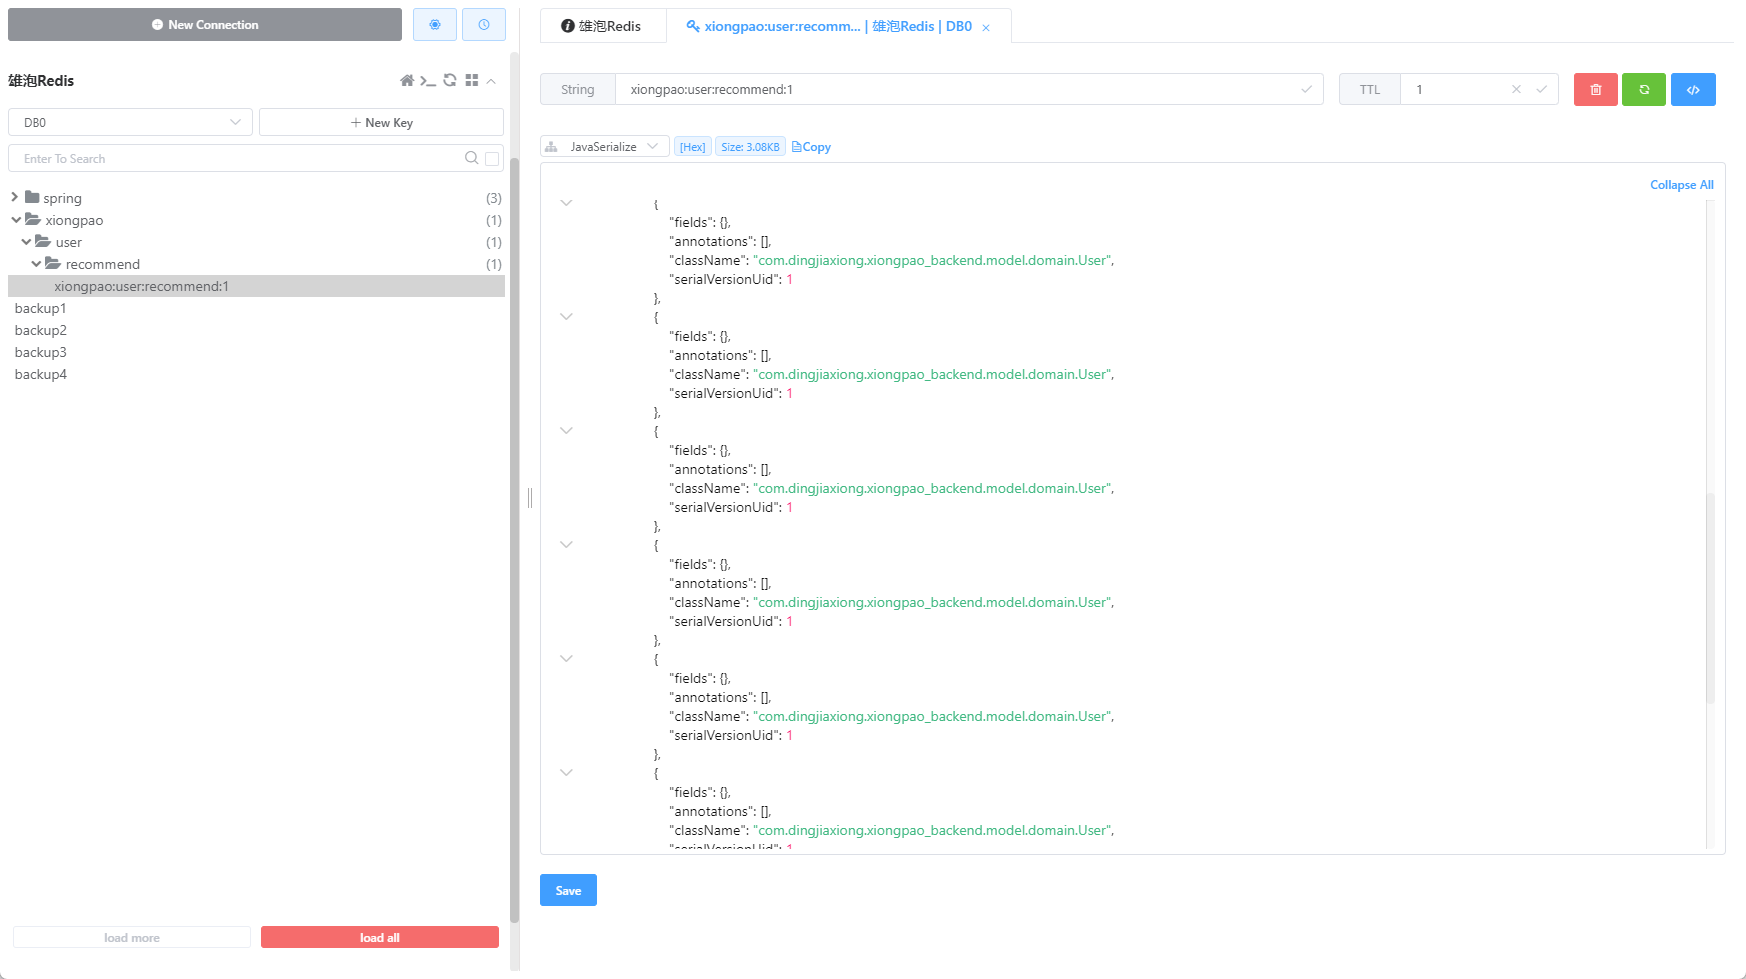 New Connection
雄泡Redis
DB0
New Key
Enter To Search
spring (3)
xiongpao (1)
user (1)
recommend (1)
xiongpao:user:recommend:1
backup1
backup2
backup3
backup4
load more
load all
雄泡Redis
xiongpao:user:recomm... | 雄泡Redis | DB0
String xiongpao:user:recommend:1
TTL 1
JavaSerialize
[Hex]
Size: 3.08KB
Copy
Collapse All
{
"fields": {},
"annotations": [],
"className": "com.dingjiaxiong.xiongpao_backend.model.domain.User",
"serialVersionUid": 1
},
{
"fields": {},
"annotations": [],
"className": "com.dingjiaxiong.xiongpao_backend.model.domain.User",
"serialVersionUid": 1
},
{
"fields": {},
"annotations": [],
"className": "com.dingjiaxiong.xiongpao_backend.model.domain.User",
"serialVersionUid": 1
},
{
"fields": {},
"annotations": [],
"className": "com.dingjiaxiong.xiongpao_backend.model.domain.User",
"serialVersionUid": 1
},
{
"fields": {},
"annotations": [],
"className": "com.dingjiaxiong.xiongpao_backend.model.domain.User",
"serialVersionUid": 1
},
{
"fields": {},
"annotations": [],
"className": "com.dingjiaxiong.xiongpao_backend.model.domain.User",
"serialVersionUid": 1
Save